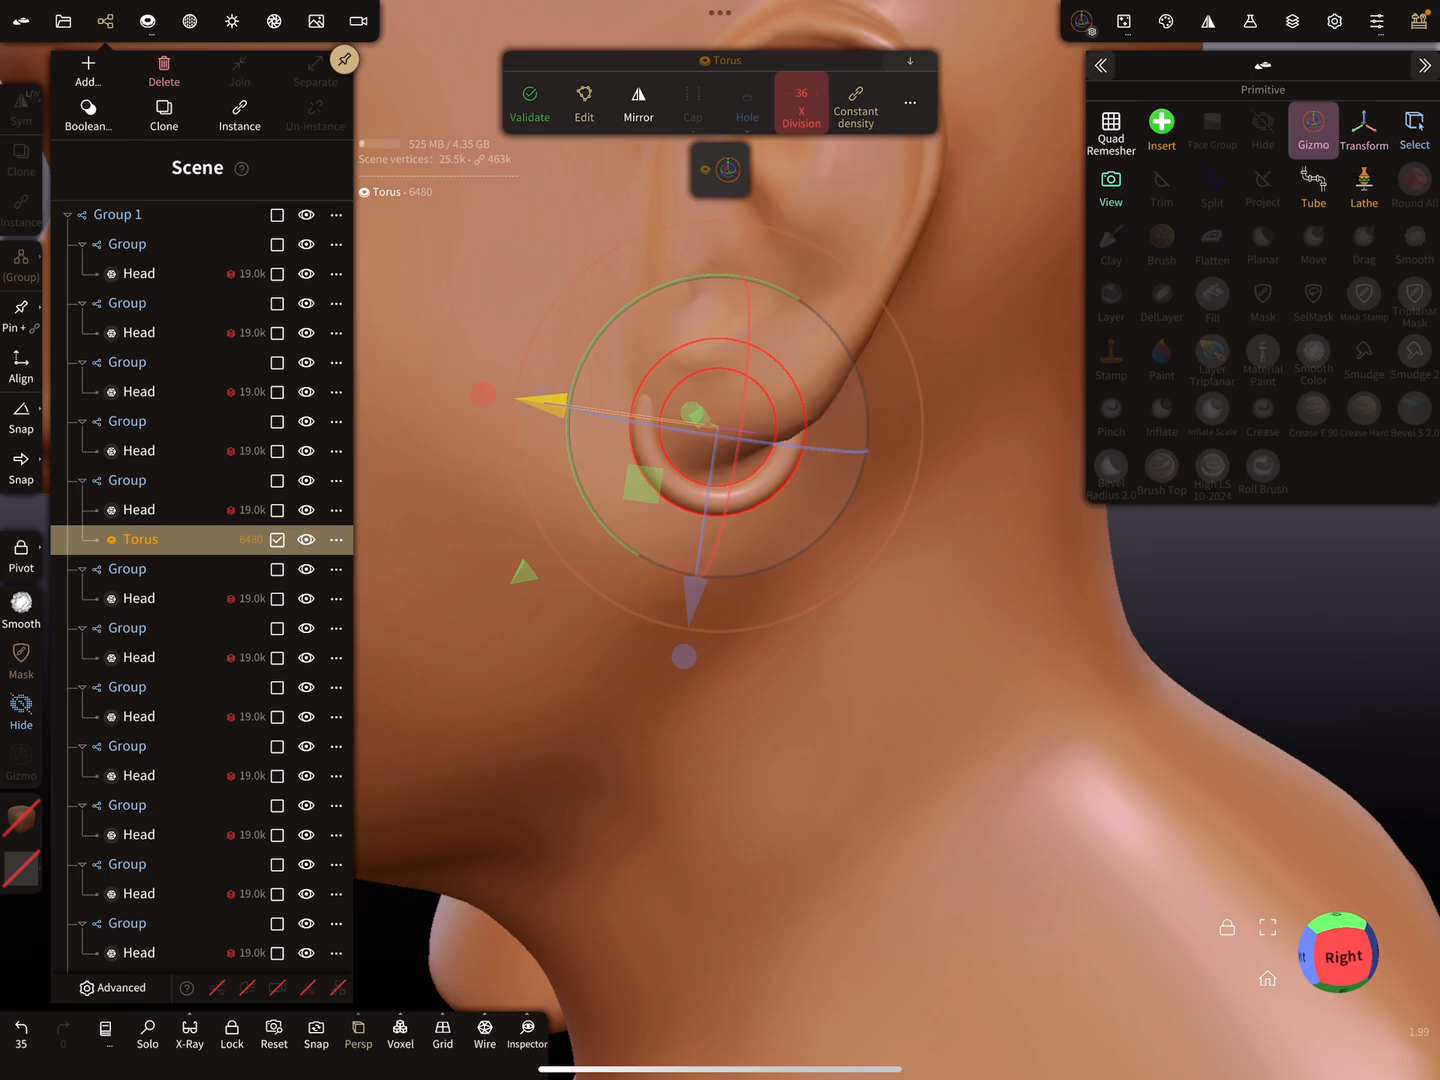 Add...
Delete
Join
Separate
Boolean...
Clone
Instance
Un-instance
Scene
Group 1
Group
Head 19.0k
Group
Head 19.0k
Group
Head 19.0k
Group
Head 19.0k
Group
Head 19.0k
Torus 6480
Group
Head 19.0k
Group
Head 19.0k
Group
Head 19.0k
Group
Head 19.0k
Group
Head 19.0k
Group
Head 19.0k
Group
Head 19.0k
Advanced
L/W
Sym
Clone
Instance
(Group)
Pin +
Align
Snap
Snap
Pivot
Smooth
Mask
Hide
Gizmo
525 MB / 4.35 GB
Scene vertices: 25.5k - 463k
Torus - 6480
Torus
Validate
Edit
Mirror
Cap
Hole
36
X
Division
Constant
density
Primitive
Quad
Remesher
Insert
Face Group
Hide
Gizmo
Transform
Select
View
Trim
Split
Project
Tube
Lathe
Round All
Clay
Brush
Flatten
Planar
Move
Drag
Smooth
Layer
DelLayer
Fill
Mask
SelMask
Mask Stamp
Triplanar
Mask
Stamp
Paint
Layer
Triplanar
Material
Paint
Smooth
Color
Smudge
Smudge 2
Pinch
Inflate
Inflate Scale
Crease
Crease E.90
Crease Hard
Bevel S 2.0
Bevel
Radius 2.0
Brush Top
High LS
10-2024
Roll Brush
Right
1.99
35
0
...
Solo
X-Ray
Lock
Reset
Snap
Persp
Voxel
Grid
Wire
Inspector